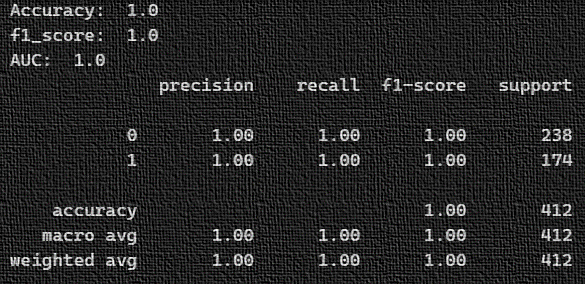 Accuracy:  1.0
f1_score:  1.0
AUC:  1.0
              precision    recall  f1-score   support

           0       1.00      1.00      1.00       238
           1       1.00      1.00      1.00       174

    accuracy                           1.00       412
   macro avg       1.00      1.00      1.00       412
weighted avg       1.00      1.00      1.00       412